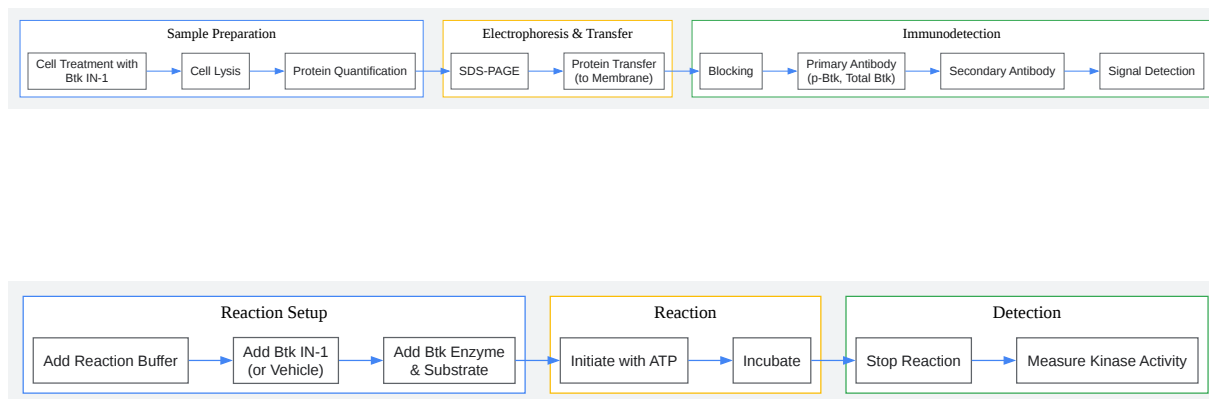 Sample Preparation
Cell Treatment with
Btk IN-1
Cell Lysis
Protein Quantification
Electrophoresis & Transfer
SDS-PAGE
Protein Transfer
(to Membrane)
Immunodetection
Blocking
Primary Antibody
(p-Btk, Total Btk)
Secondary Antibody
Signal Detection
Reaction Setup
Add Reaction Buffer
Add Btk IN-1
(or Vehicle)
Add Btk Enzyme
& Substrate
Reaction
Initiate with ATP
Incubate
Detection
Stop Reaction
Measure Kinase Activity